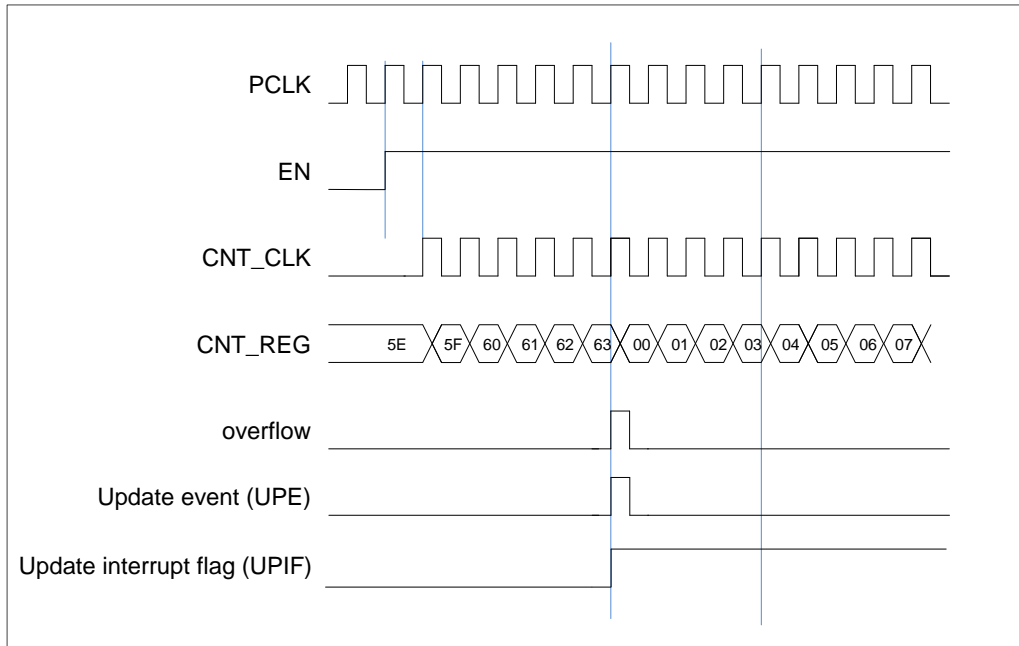 PCLK
EN
CNT_CLK
CNT_REG 5E 5F 60 61 62 63 00 01 02 03 04 05 06 07
overflow
Update event (UPE)
Update interrupt flag (UPIF)